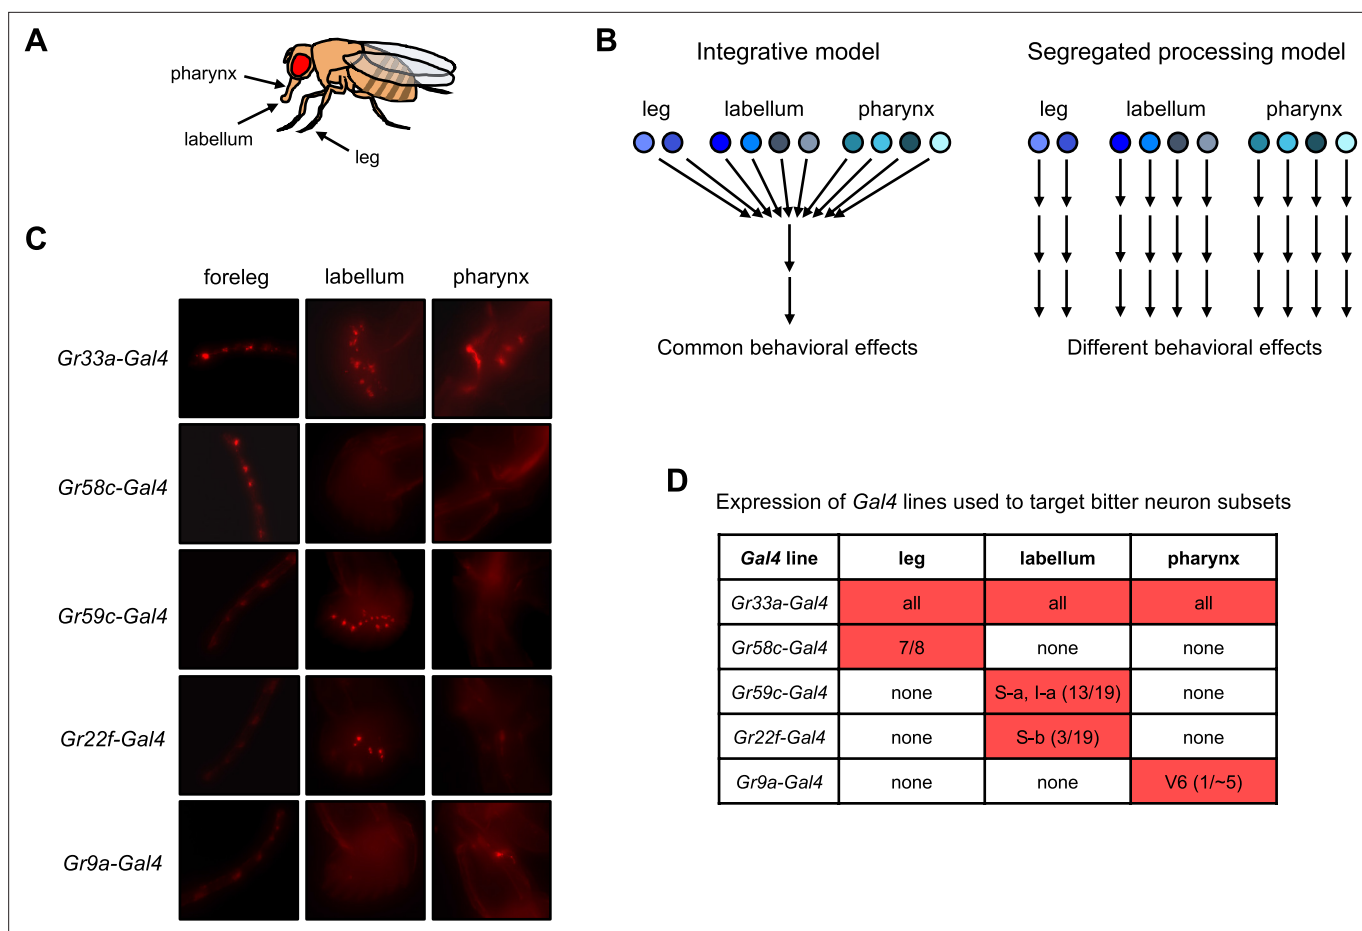 A
pharynx
labellum
leg
B
Integrative model
leg
labellum
pharynx
Common behavioral effects
Segregated processing model
leg
labellum
pharynx
Different behavioral effects
C
foreleg
labellum
pharynx
Gr33a-Gal4
Gr58c-Gal4
Gr59c-Gal4
Gr22f-Gal4
Gr9a-Gal4
D
Expression of Gal4 lines used to target bitter neuron subsets
Gal4 line leg labellum pharynx
Gr33a-Gal4 all all all
Gr58c-Gal4 7/8 none none
Gr59c-Gal4 none S-a, I-a (13/19) none
Gr22f-Gal4 none S-b (3/19) none
Gr9a-Gal4 none none V6 (1/~5)